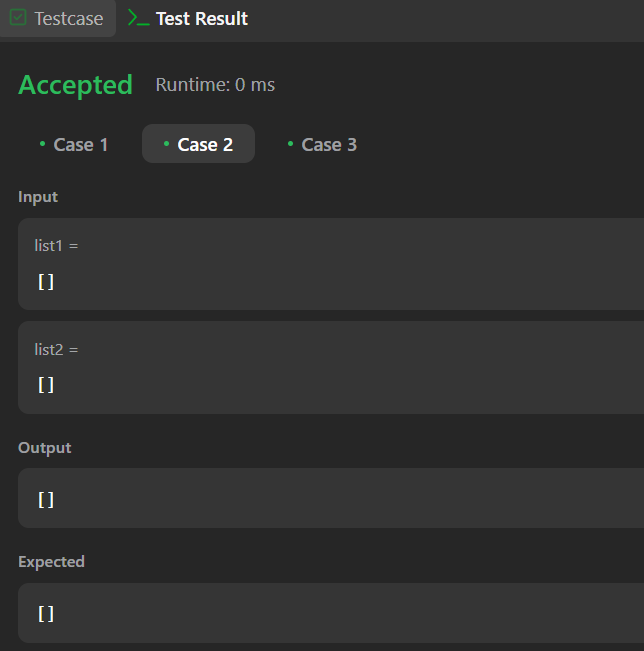 Testcase Test Result
Accepted Runtime: 0 ms
• Case 1 • Case 2 • Case 3
Input
list1 =
[]
list2 =
[]
Output
[]
Expected
[]